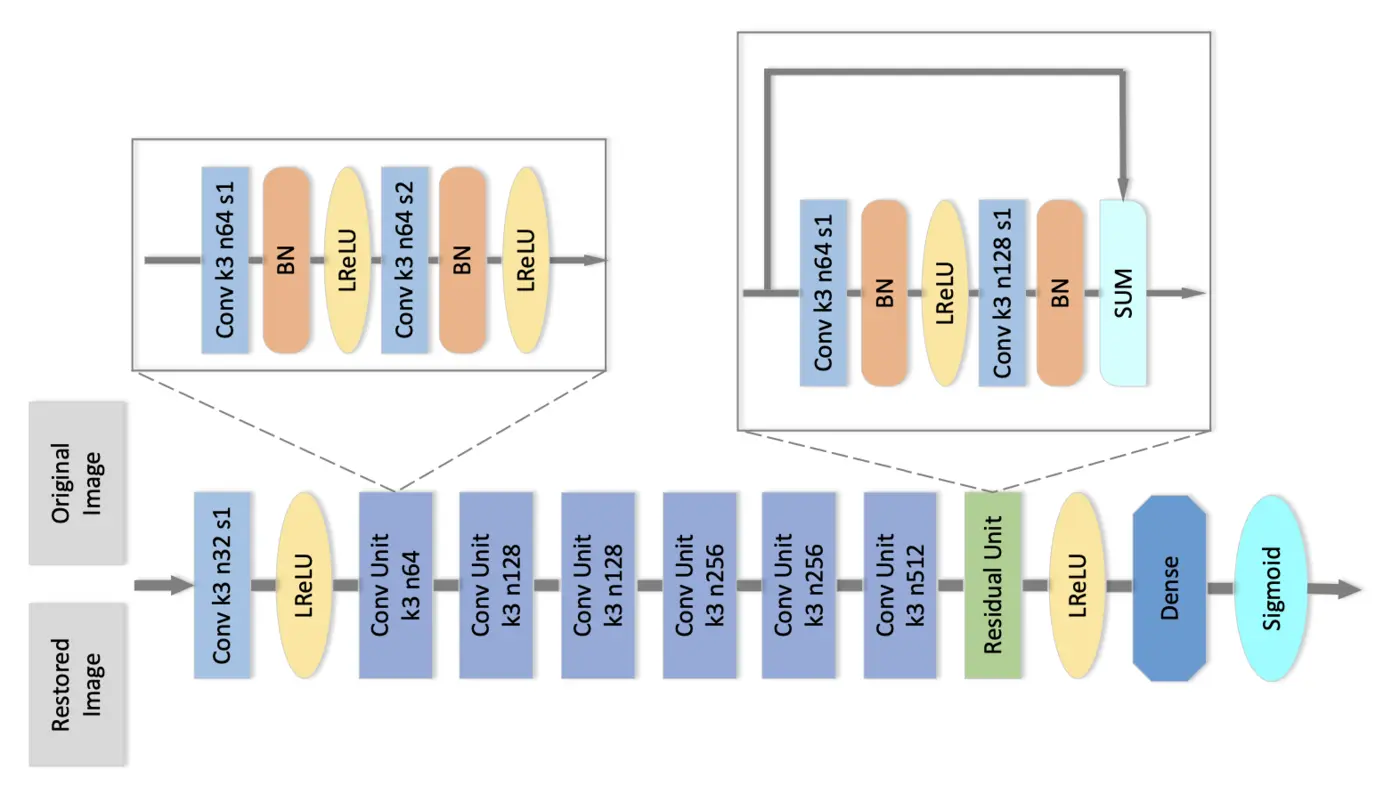 Conv k3 n64 s1
BN
LReLU
Conv k3 n64 s2
BN
LReLU
Conv k3 n64 s1
BN
LReLU
Conv k3 n128 s1
BN
SUM
Original
Image
Restored
Image
Conv k3 n32 s1
LReLU
Conv Unit
k3 n64
Conv Unit
k3 n128
Conv Unit
k3 n128
Conv Unit
k3 n256
Conv Unit
k3 n256
Conv Unit
k3 n512
Residual Unit
LReLU
Dense
Sigmoid